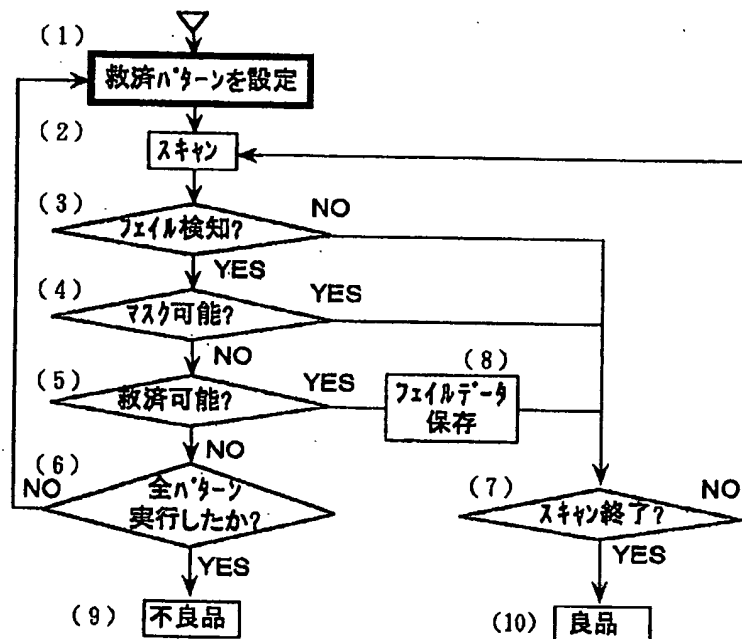 (1)
救済パターンを設定
(2)
スキャン
(3)
フェイル検知?
NO
YES
(4)
マスク可能?
YES
NO
(5)
救済可能?
YES
(8)
フェイルデータ
保存
NO
(6)
NO
全パターン
実行したか?
YES
(7)
スキャン終了?
NO
YES
(9)
不良品
(10)
良品